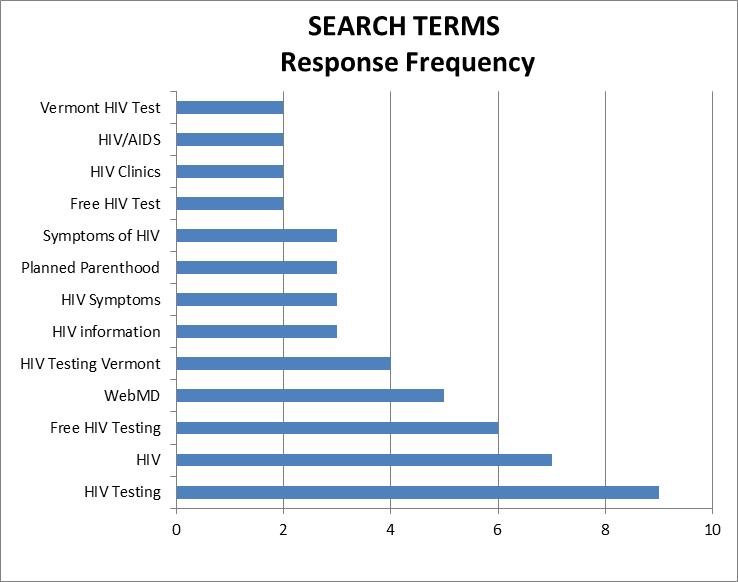 SEARCH TERMS
Response Frequency
Vermont HIV Test
HIV/AIDS
HIV Clinics
Free HIV Test
Symptoms of HIV
Planned Parenthood
HIV Symptoms
HIV information
HIV Testing Vermont
WebMD
Free HIV Testing
HIV
HIV Testing
0 2 4 6 8 10